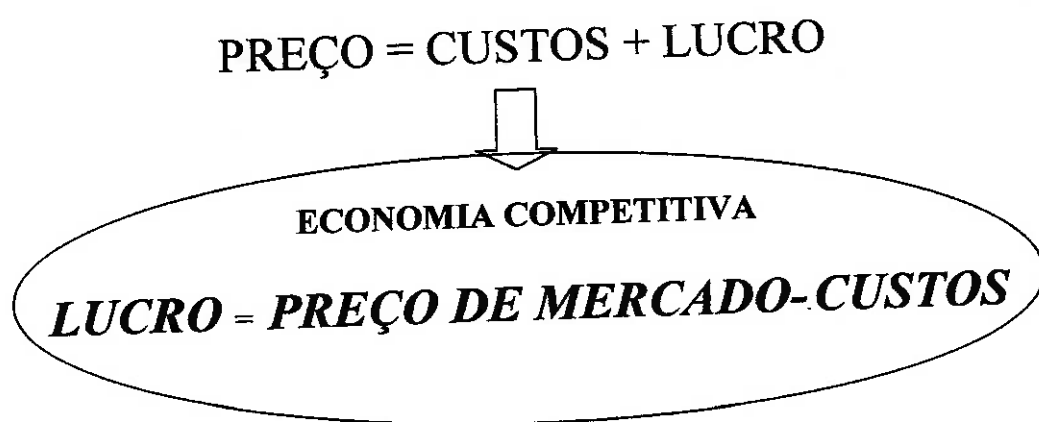 PREÇO = CUSTOS + LUCRO
ECONOMIA COMPETITIVA
LUCRO = PREÇO DE MERCADO-CUSTOS